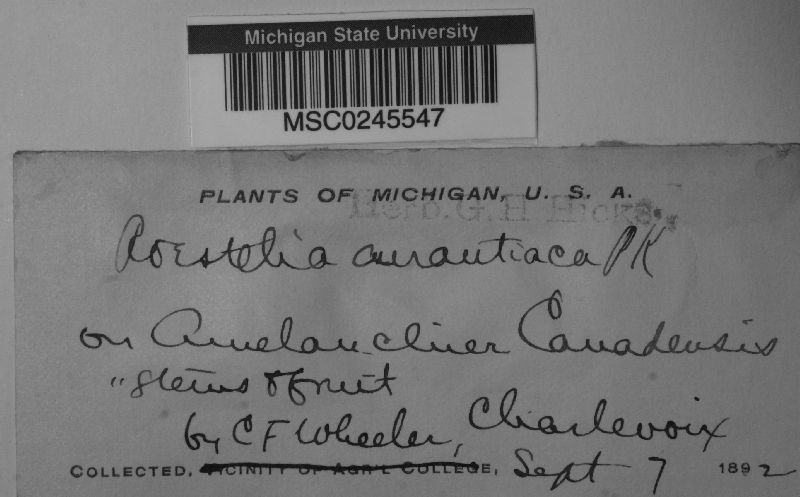 Michigan State University
MSC0245547
PLANTS OF MICHIGAN, U. S. A.
Herb. G. H. Hicks.
Roestelia aurantiaca PK
on Amelanchier Canadensis
" stems & fruit
by C F Wheeler, Charlevoix
COLLECTED, VICINITY OF AGR'L COLLEGE, Sept 7 1892